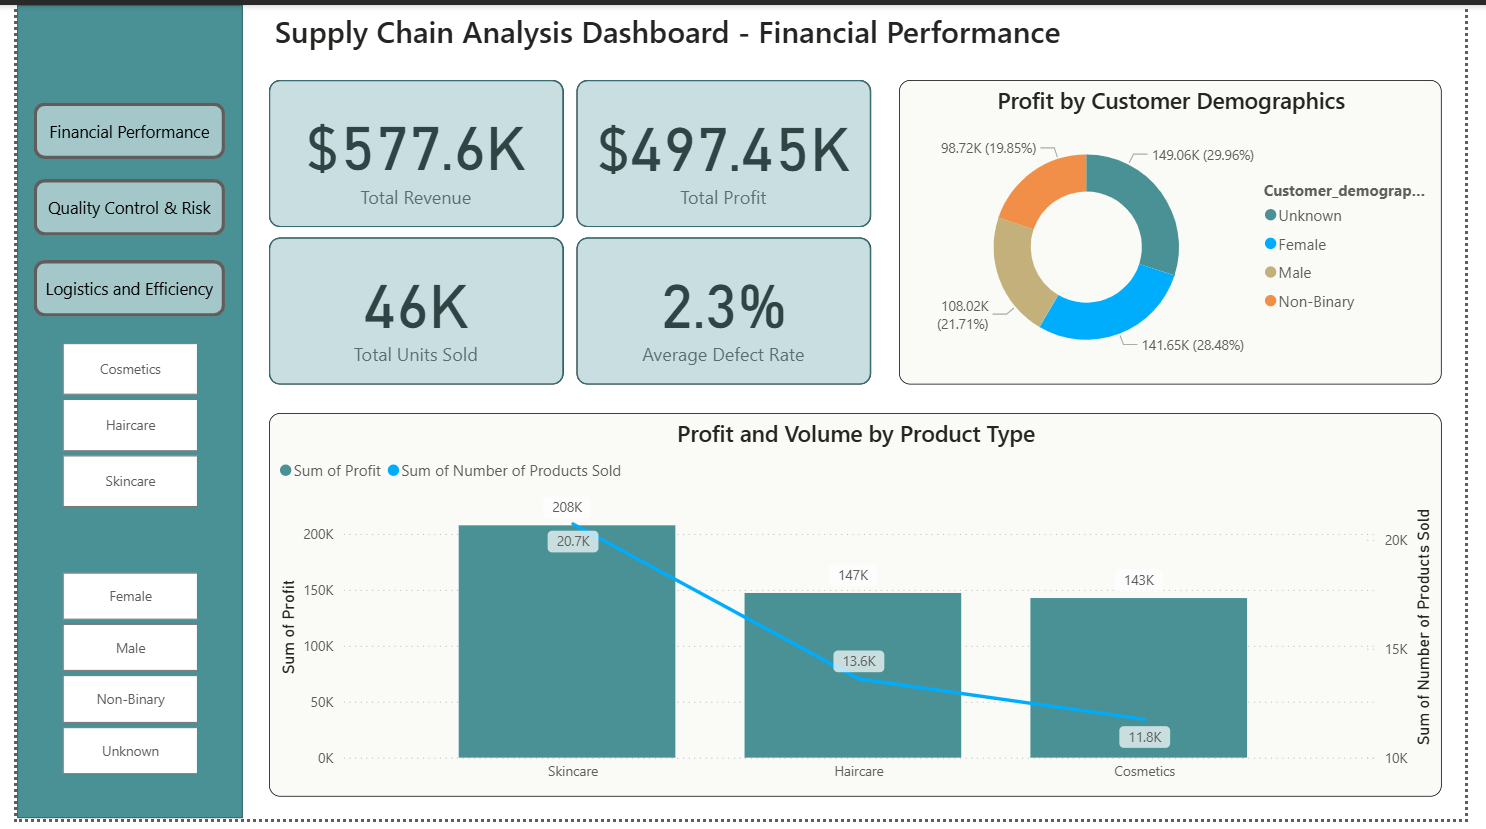 Supply Chain Analysis Dashboard - Financial Performance
Financial Performance
Quality Control & Risk
Logistics and Efficiency
Cosmetics
Haircare
Skincare
Female
Male
Non-Binary
Unknown
$577.6K
Total Revenue
$497.45K
Total Profit
46K
Total Units Sold
2.3%
Average Defect Rate
Profit by Customer Demographics
98.72K (19.85%)
149.06K (29.96%)
108.02K
(21.71%)
141.65K (28.48%)
Customer_demograp...
Unknown
Female
Male
Non-Binary
Profit and Volume by Product Type
Sum of Profit
Sum of Number of Products Sold
Sum of Profit
200K
150K
100K
50K
0K
208K
20.7K
147K
13.6K
143K
11.8K
Skincare
Haircare
Cosmetics
20K
15K
10K
Sum of Number of Products Sold